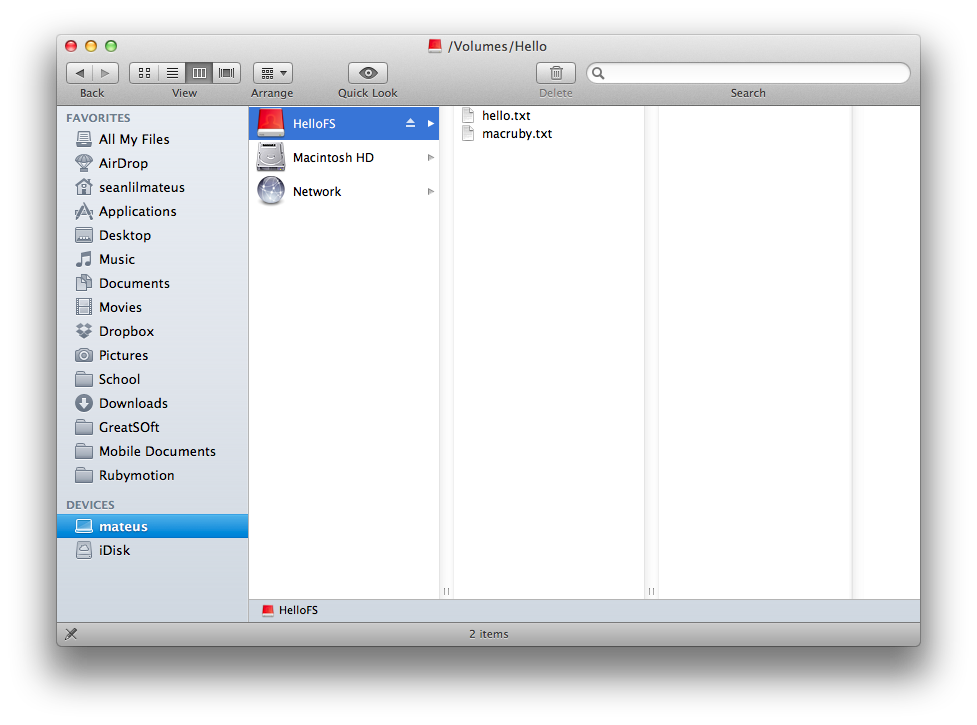 /Volumes/Hello
Back
View
Arrange
Quick Look
Delete
Search
FAVORITES
All My Files
AirDrop
seanlilmateus
Applications
Desktop
Music
Documents
Movies
Dropbox
Pictures
School
Downloads
GreatSOft
Mobile Documents
Rubymotion
DEVICES
mateus
iDisk
HelloFS
Macintosh HD
Network
hello.txt
macruby.txt
HelloFS
2 items